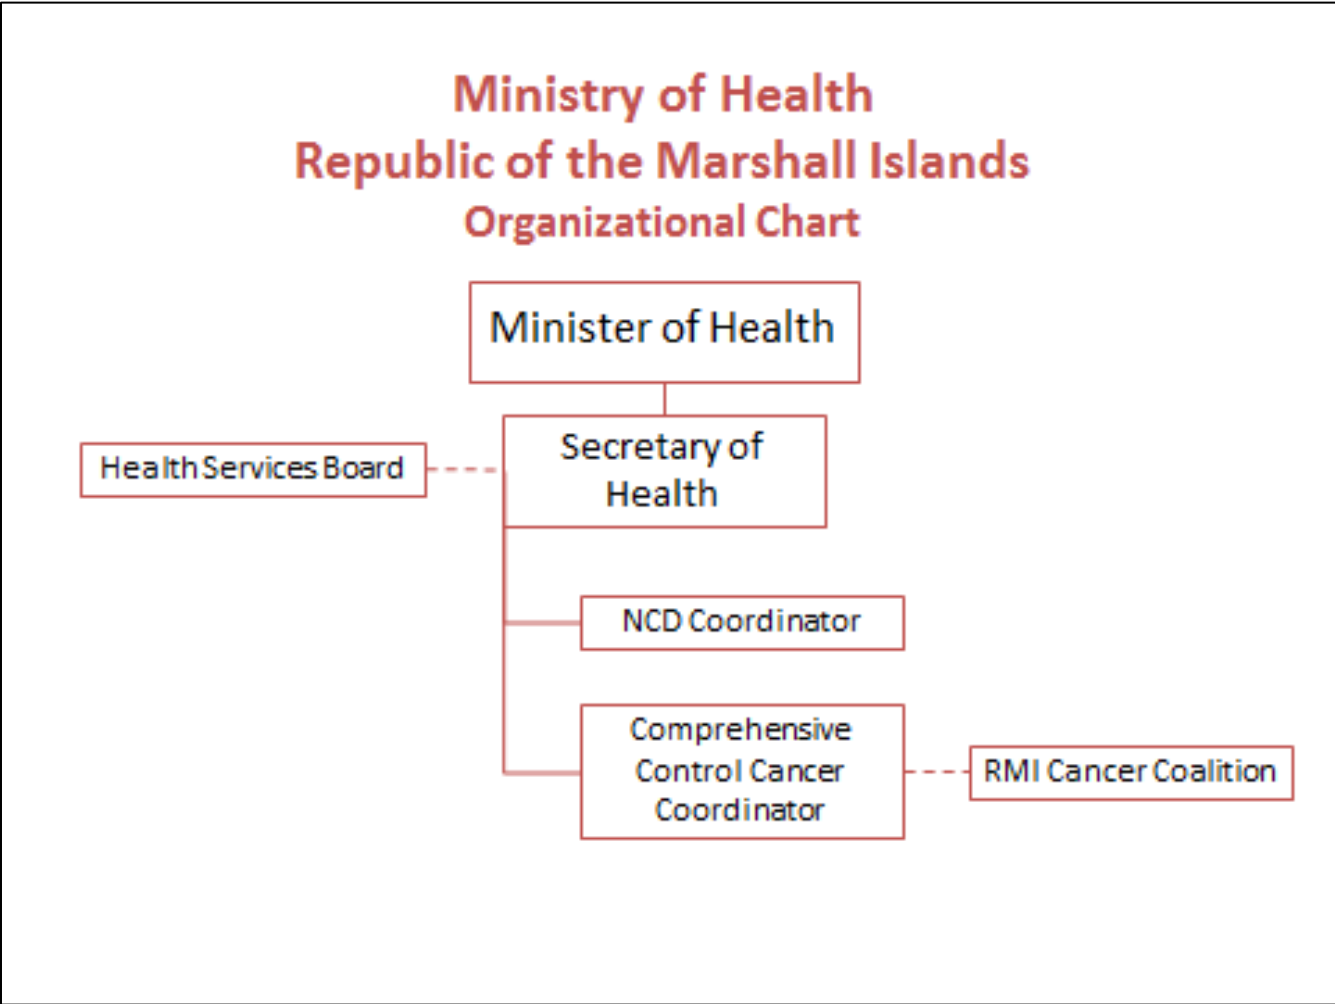 Ministry of Health
Republic of the Marshall Islands
Organizational Chart
Minister of Health
Secretary of
Health
Health Services Board
NCD Coordinator
Comprehensive
Control Cancer
Coordinator
RMI Cancer Coalition